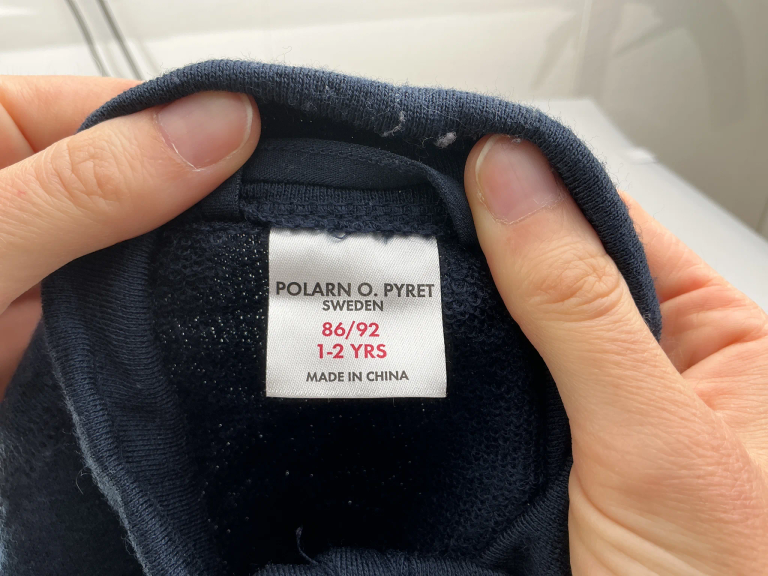 POLARN O. PYRET
SWEDEN
86/92
1-2 YRS
MADE IN CHINA